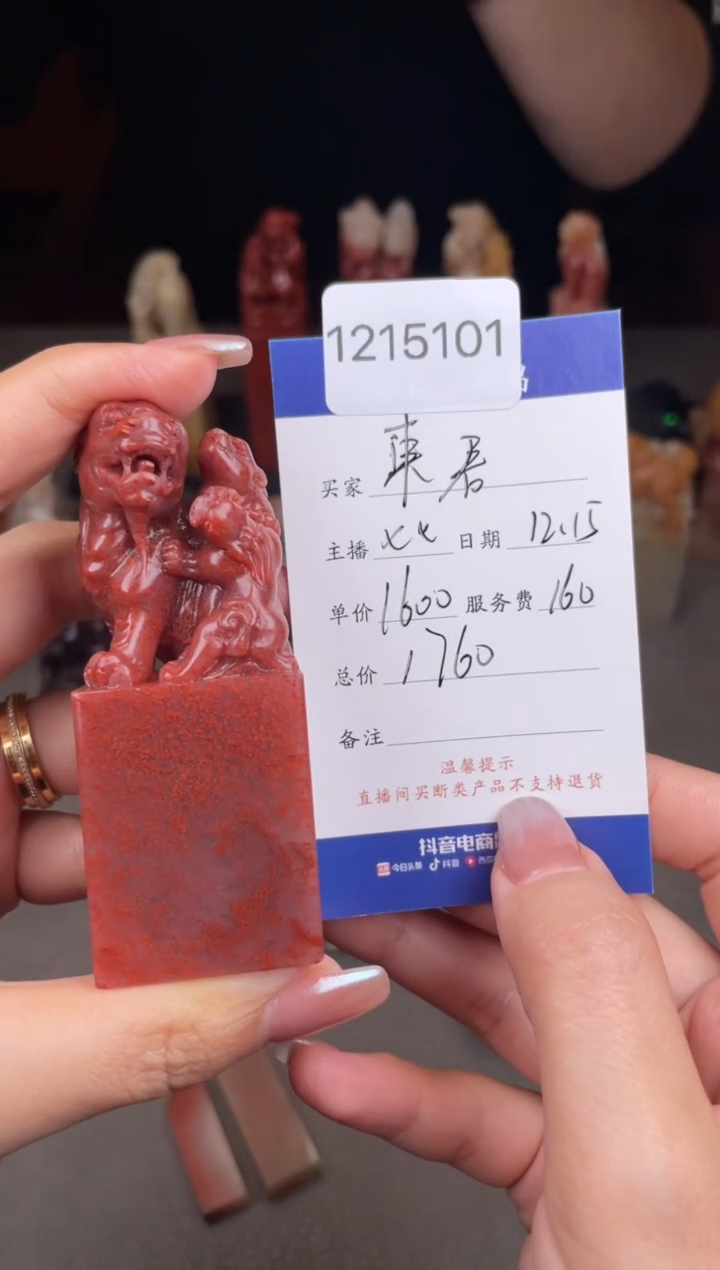 1215101
买家
主播 七七 日期 12.15
单价 1600 服务费 160
总价 1760
备注
温馨提示
直播间买断类产品不支持退货
抖音电商
今日头条 抖音 西瓜